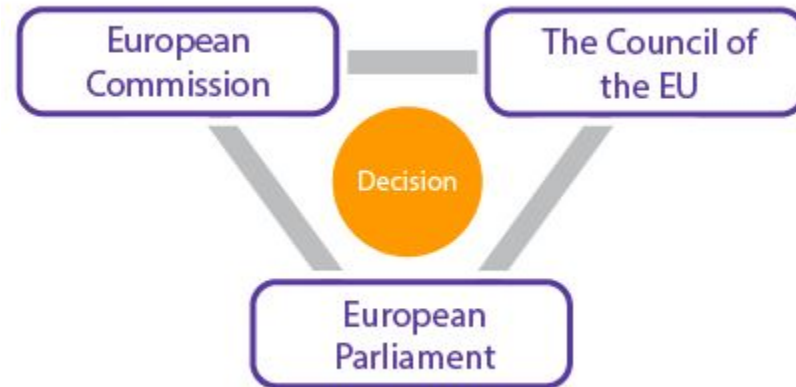 European
Commission
The Council of
the EU
Decision
European
Parliament